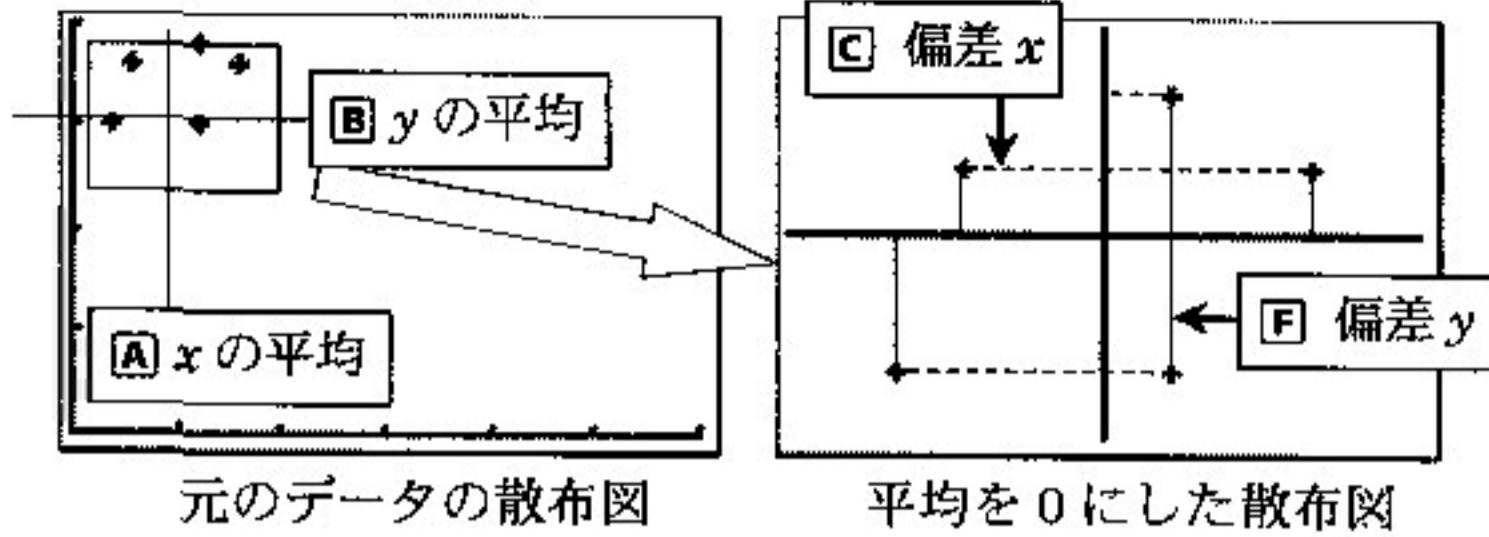 B y の平均
A x の平均
元のデータの散布図
C 偏差 x
F 偏差 y
平均を 0 にした散布図